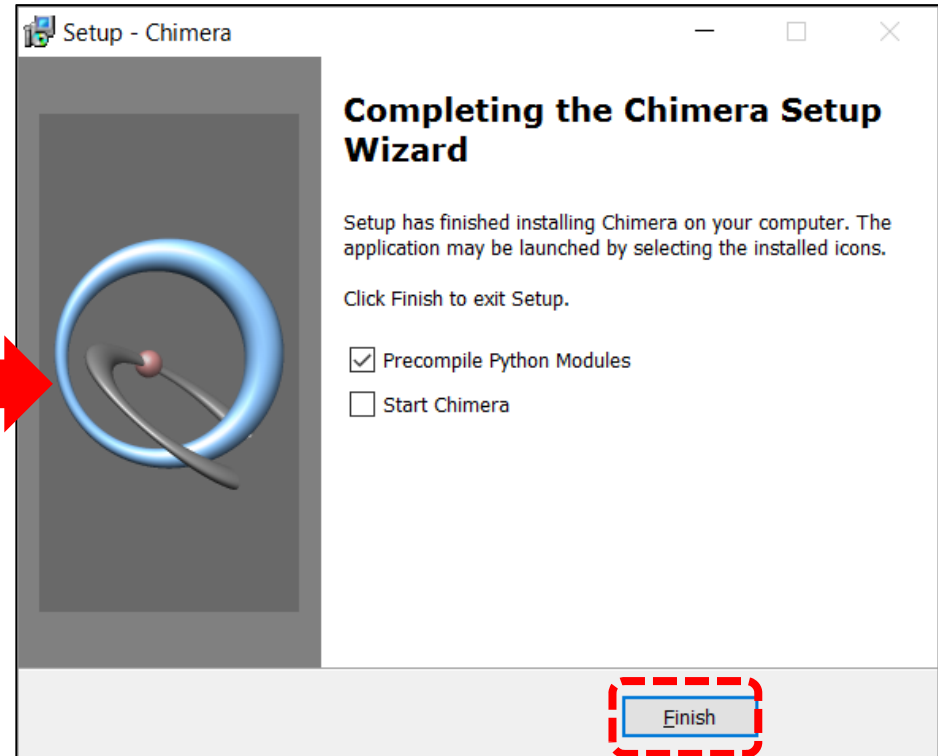 Setup - Chimera
Completing the Chimera Setup
Wizard
Setup has finished installing Chimera on your computer. The
application may be launched by selecting the installed icons.
Click Finish to exit Setup.
Precompile Python Modules
Start Chimera
Finish